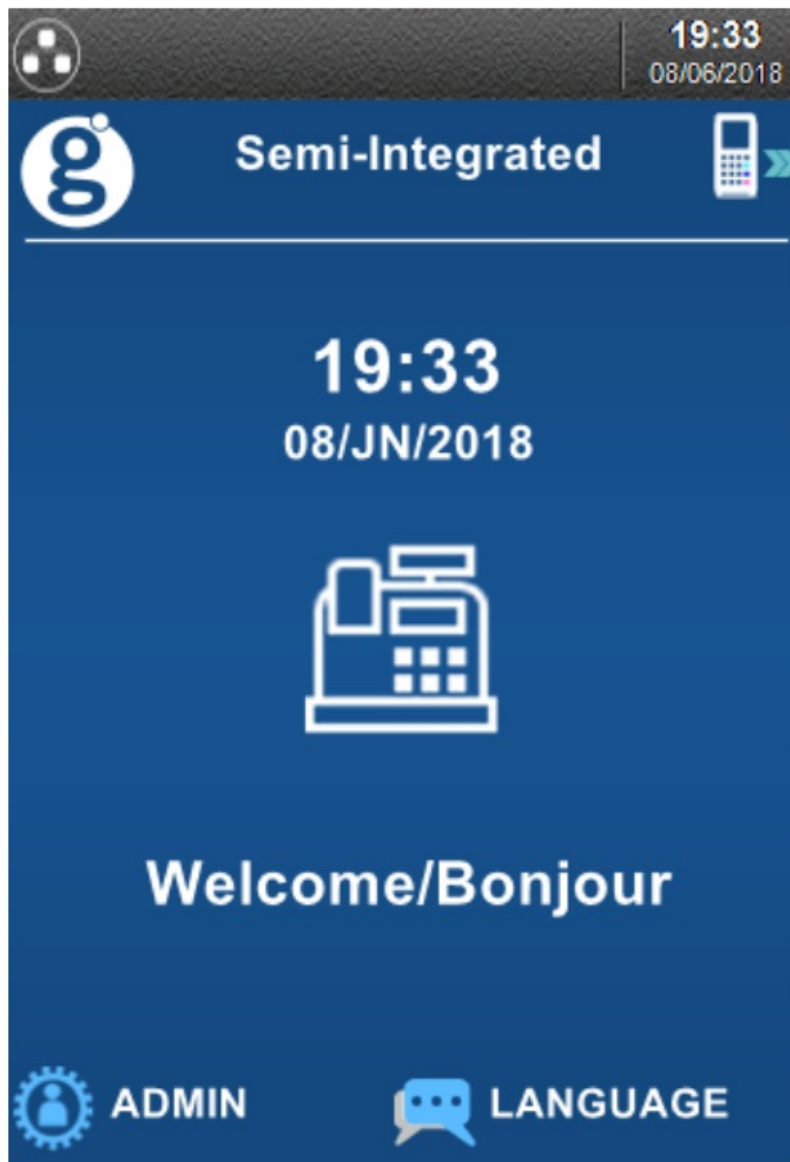 19:33
08/06/2018
g
Semi-Integrated
19:33
08/JN/2018
Welcome/Bonjour
ADMIN
LANGUAGE